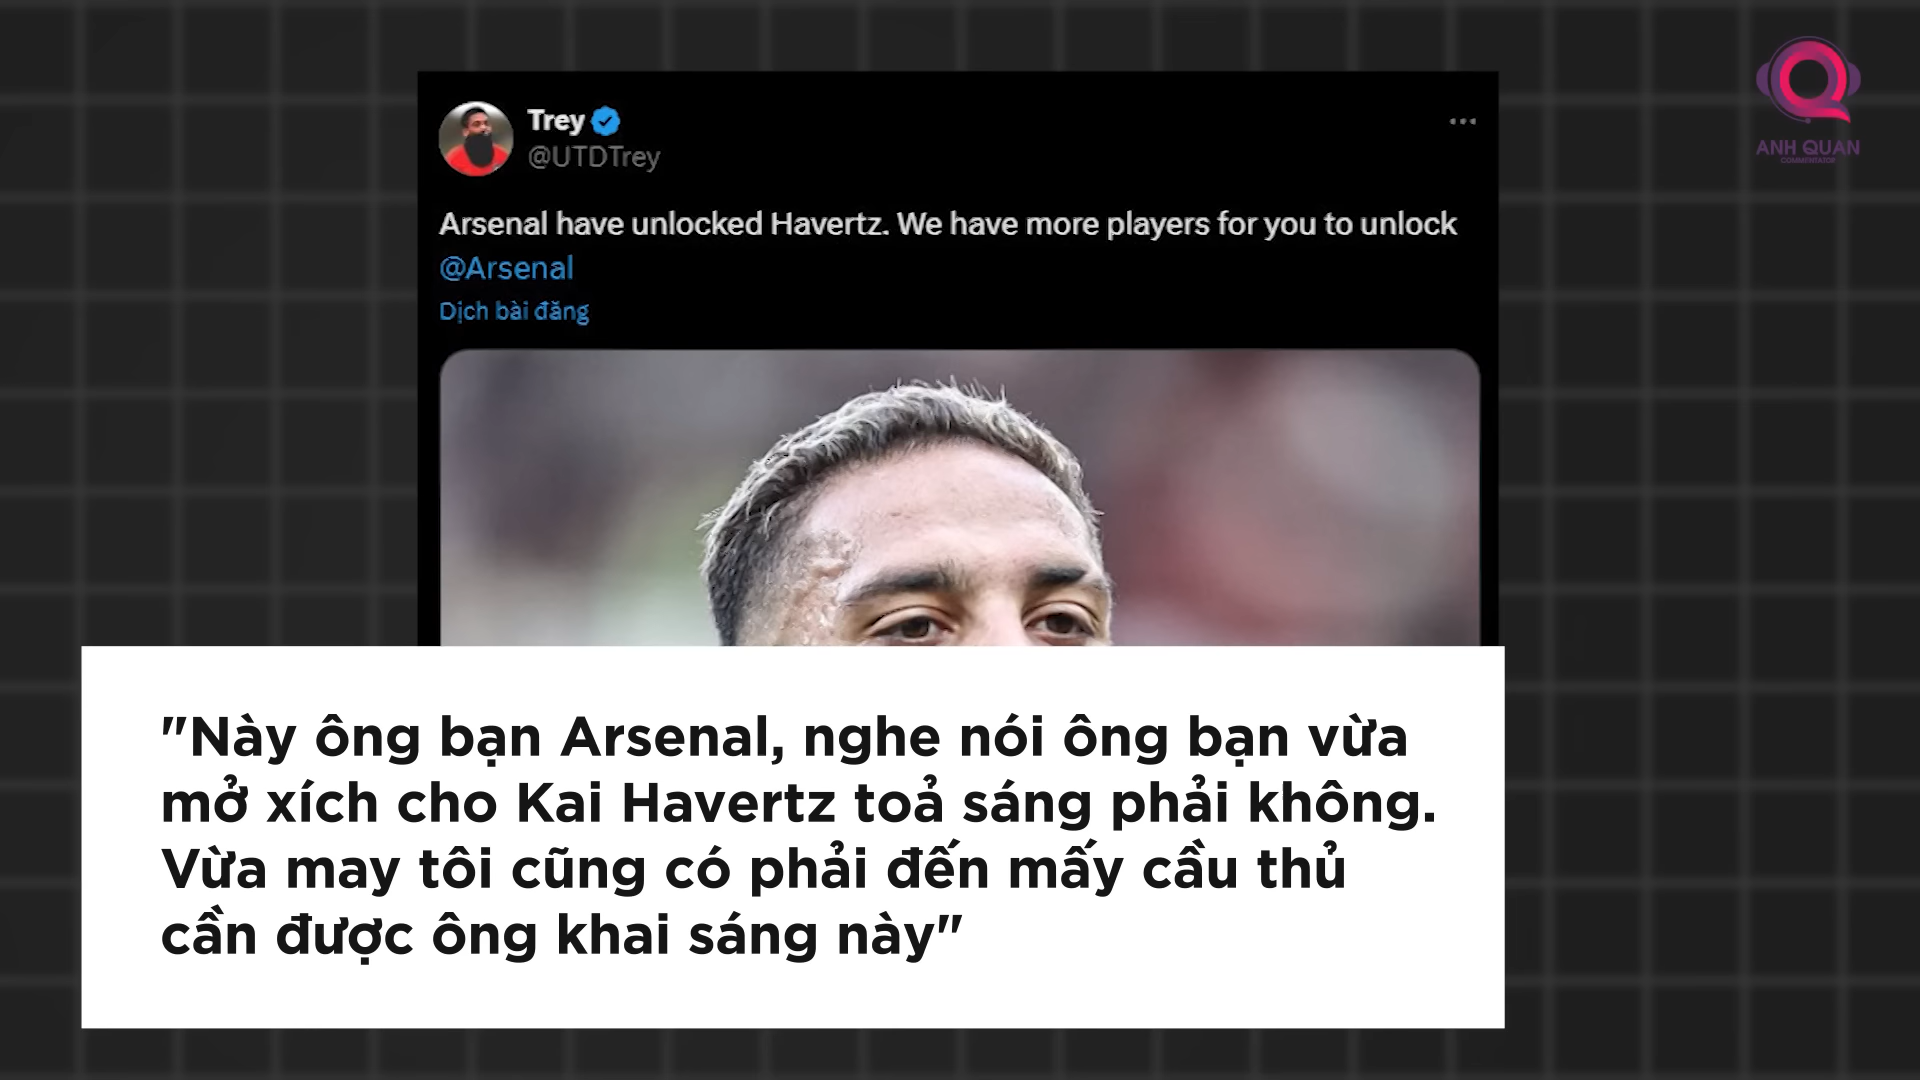 Trey
@UTDTrey
ANH QUAN
COMMENTATOR
Arsenal have unlocked Havertz. We have more players for you to unlock
@Arsenal
Dịch bài đăng
"Này ông bạn Arsenal, nghe nói ông bạn vừa
mở xích cho Kai Havertz toả sáng phải không.
Vừa may tôi cũng có phải đến mấy cầu thủ
cần được ông khai sáng này"